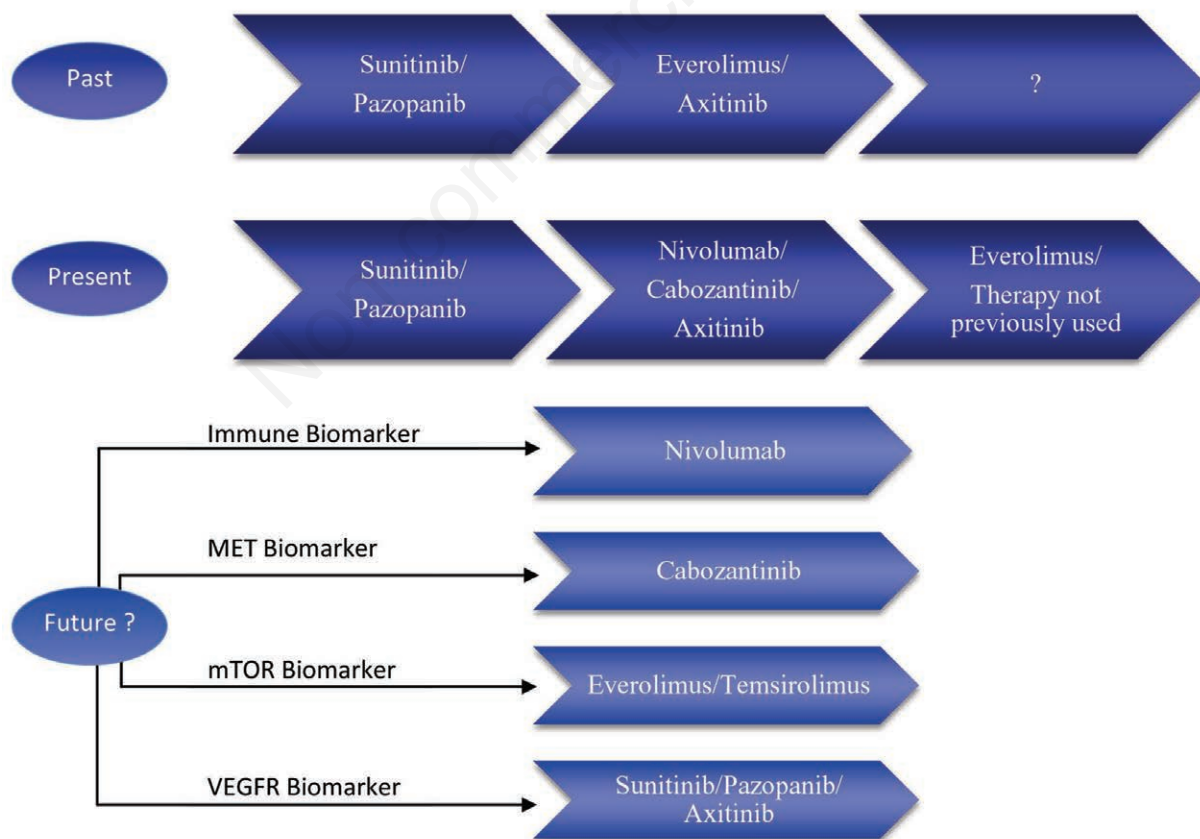 Past
Sunitinib/
Pazopanib
Everolimus/
Axitinib
?
Present
Sunitinib/
Pazopanib
Nivolumab/
Cabozantinib/
Axitinib
Everolimus/
Therapy not
previously used
Future ?
Immune Biomarker
Nivolumab
MET Biomarker
Cabozantinib
mTOR Biomarker
Everolimus/Temsirolimus
VEGFR Biomarker
Sunitinib/Pazopanib/
Axitinib